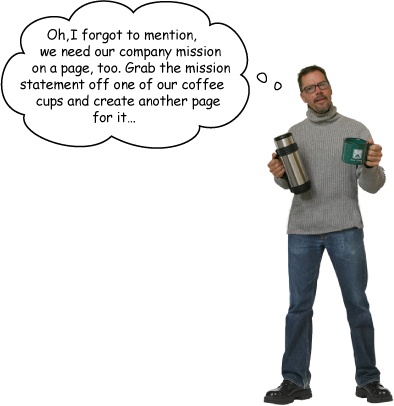 Oh,I forgot to mention,
we need our company mission
on a page, too. Grab the mission
statement off one of our coffee
cups and create another page
for it...